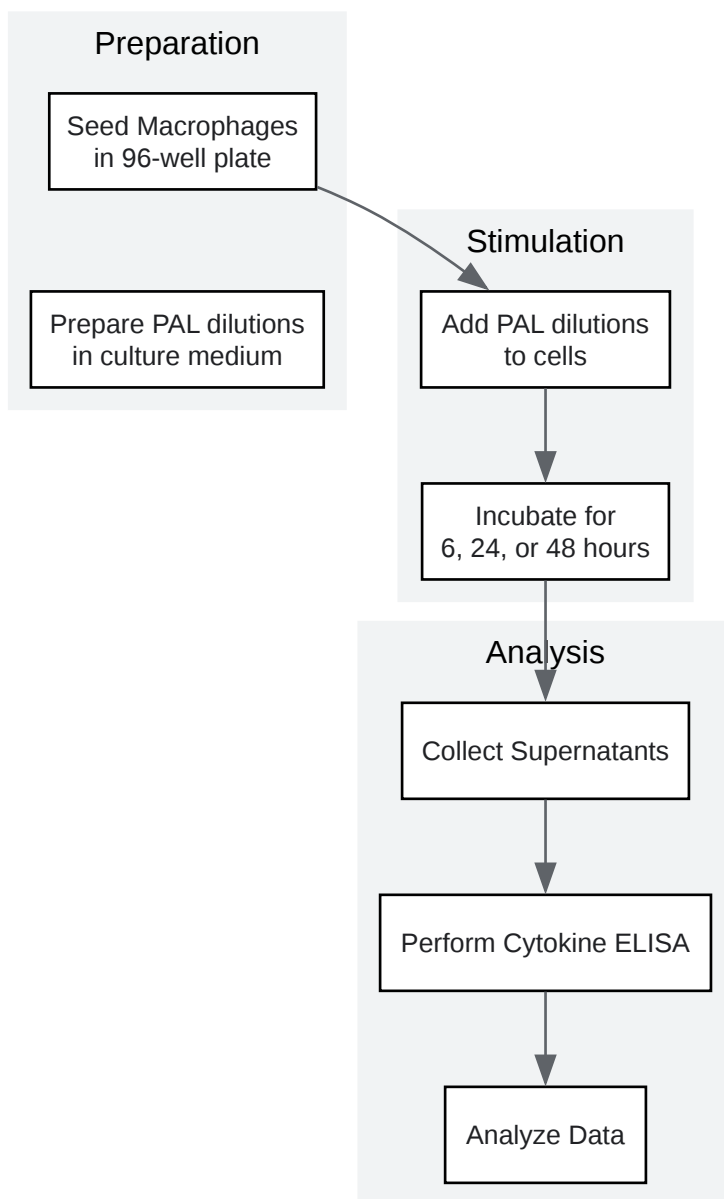 Preparation
Seed Macrophages
in 96-well plate
Prepare PAL dilutions
in culture medium
Stimulation
Add PAL dilutions
to cells
Incubate for
6, 24, or 48 hours
Analysis
Collect Supernatants
Perform Cytokine ELISA
Analyze Data